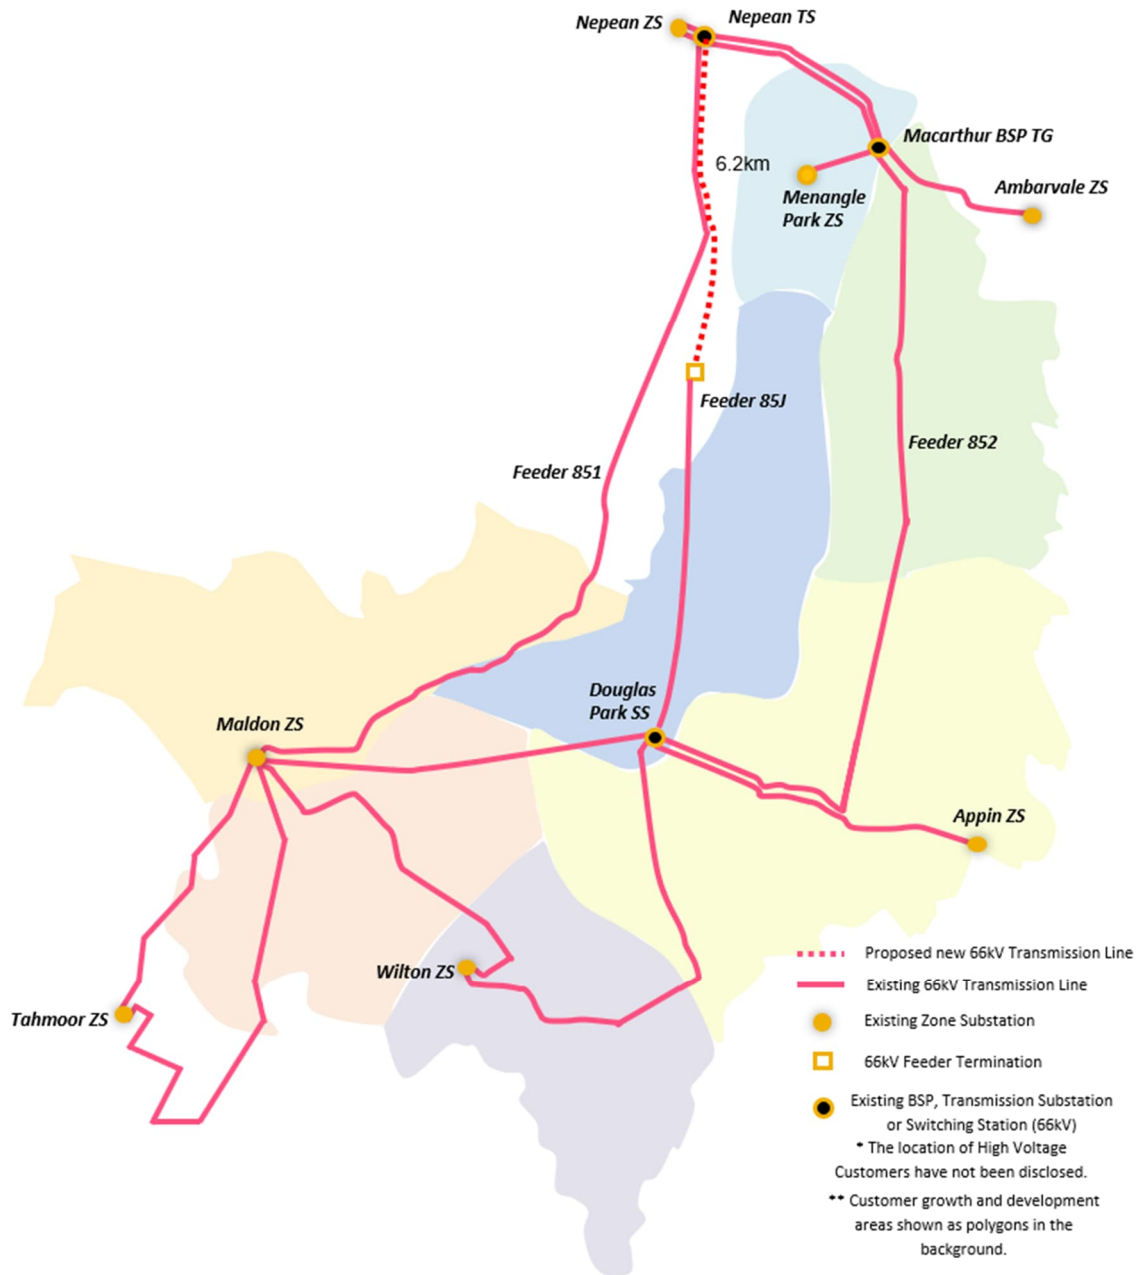 Nepean ZS
Nepean TS
Macarthur BSP TG
6.2km
Ambarvale ZS
Menangle
Park ZS
Feeder 85J
Feeder 852
Feeder 851
Douglas
Park SS
Maldon ZS
Appin ZS
Wilton ZS
Tahmoor ZS
Proposed new 66kV Transmission Line
Existing 66kV Transmission Line
Existing Zone Substation
66kV Feeder Termination
Existing BSP, Transmission Substation
or Switching Station (66kV)
* The location of High Voltage
Customers have not been disclosed.
** Customer growth and development
areas shown as polygons in the
background.